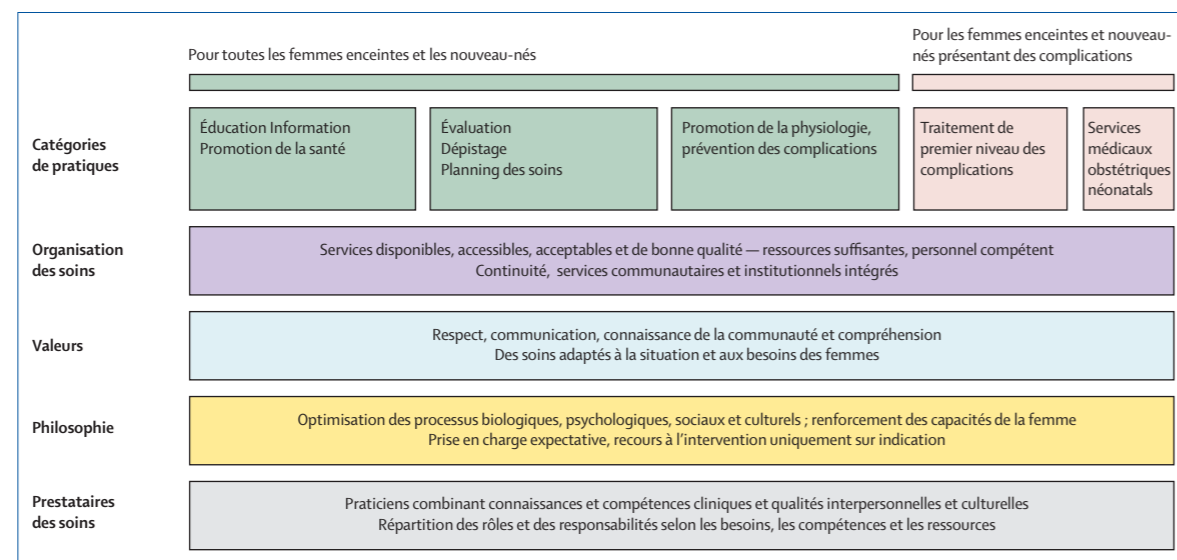 Pour toutes les femmes enceintes et les nouveau-nés
Pour les femmes enceintes et nouveau-
nés présentant des complications
Catégories
de pratiques
Éducation Information
Promotion de la santé
Évaluation
Dépistage
Planning des soins
Promotion de la physiologie,
prévention des complications
Traitement de
premier niveau des
complications
Services
médicaux
obstétriques
néonatals
Organisation
des soins
Services disponibles, accessibles, acceptables et de bonne qualité — ressources suffisantes, personnel compétent
Continuité, services communautaires et institutionnels intégrés
Valeurs
Respect, communication, connaissance de la communauté et compréhension
Des soins adaptés à la situation et aux besoins des femmes
Philosophie
Optimisation des processus biologiques, psychologiques, sociaux et culturels ; renforcement des capacités de la femme
Prise en charge expectative, recours à l'intervention uniquement sur indication
Prestataires
des soins
Praticiens combinant connaissances et compétences cliniques et qualités interpersonnelles et culturelles
Répartition des rôles et des responsabilités selon les besoins, les compétences et les ressources